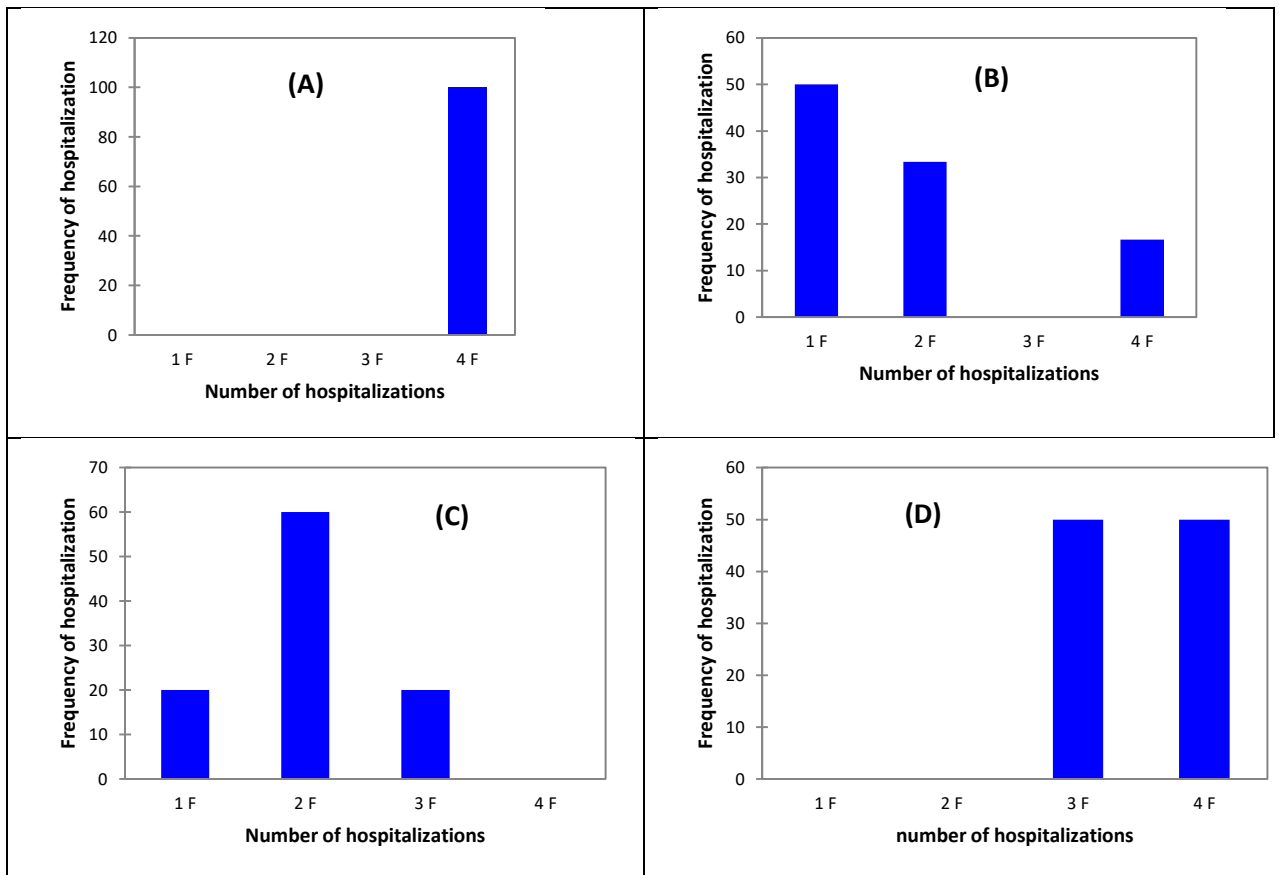 (A)
Frequency of hospitalization
120
100
80
60
40
20
0
1 F 2 F 3 F 4 F
Number of hospitalizations
(B)
Frequency of hospitalization
60
50
40
30
20
10
0
1 F 2 F 3 F 4 F
Number of hospitalizations
(C)
Frequency of hospitalization
70
60
50
40
30
20
10
0
1 F 2 F 3 F 4 F
Number of hospitalizations
(D)
Frequency of hospitalization
60
50
40
30
20
10
0
1 F 2 F 3 F 4 F
number of hospitalizations